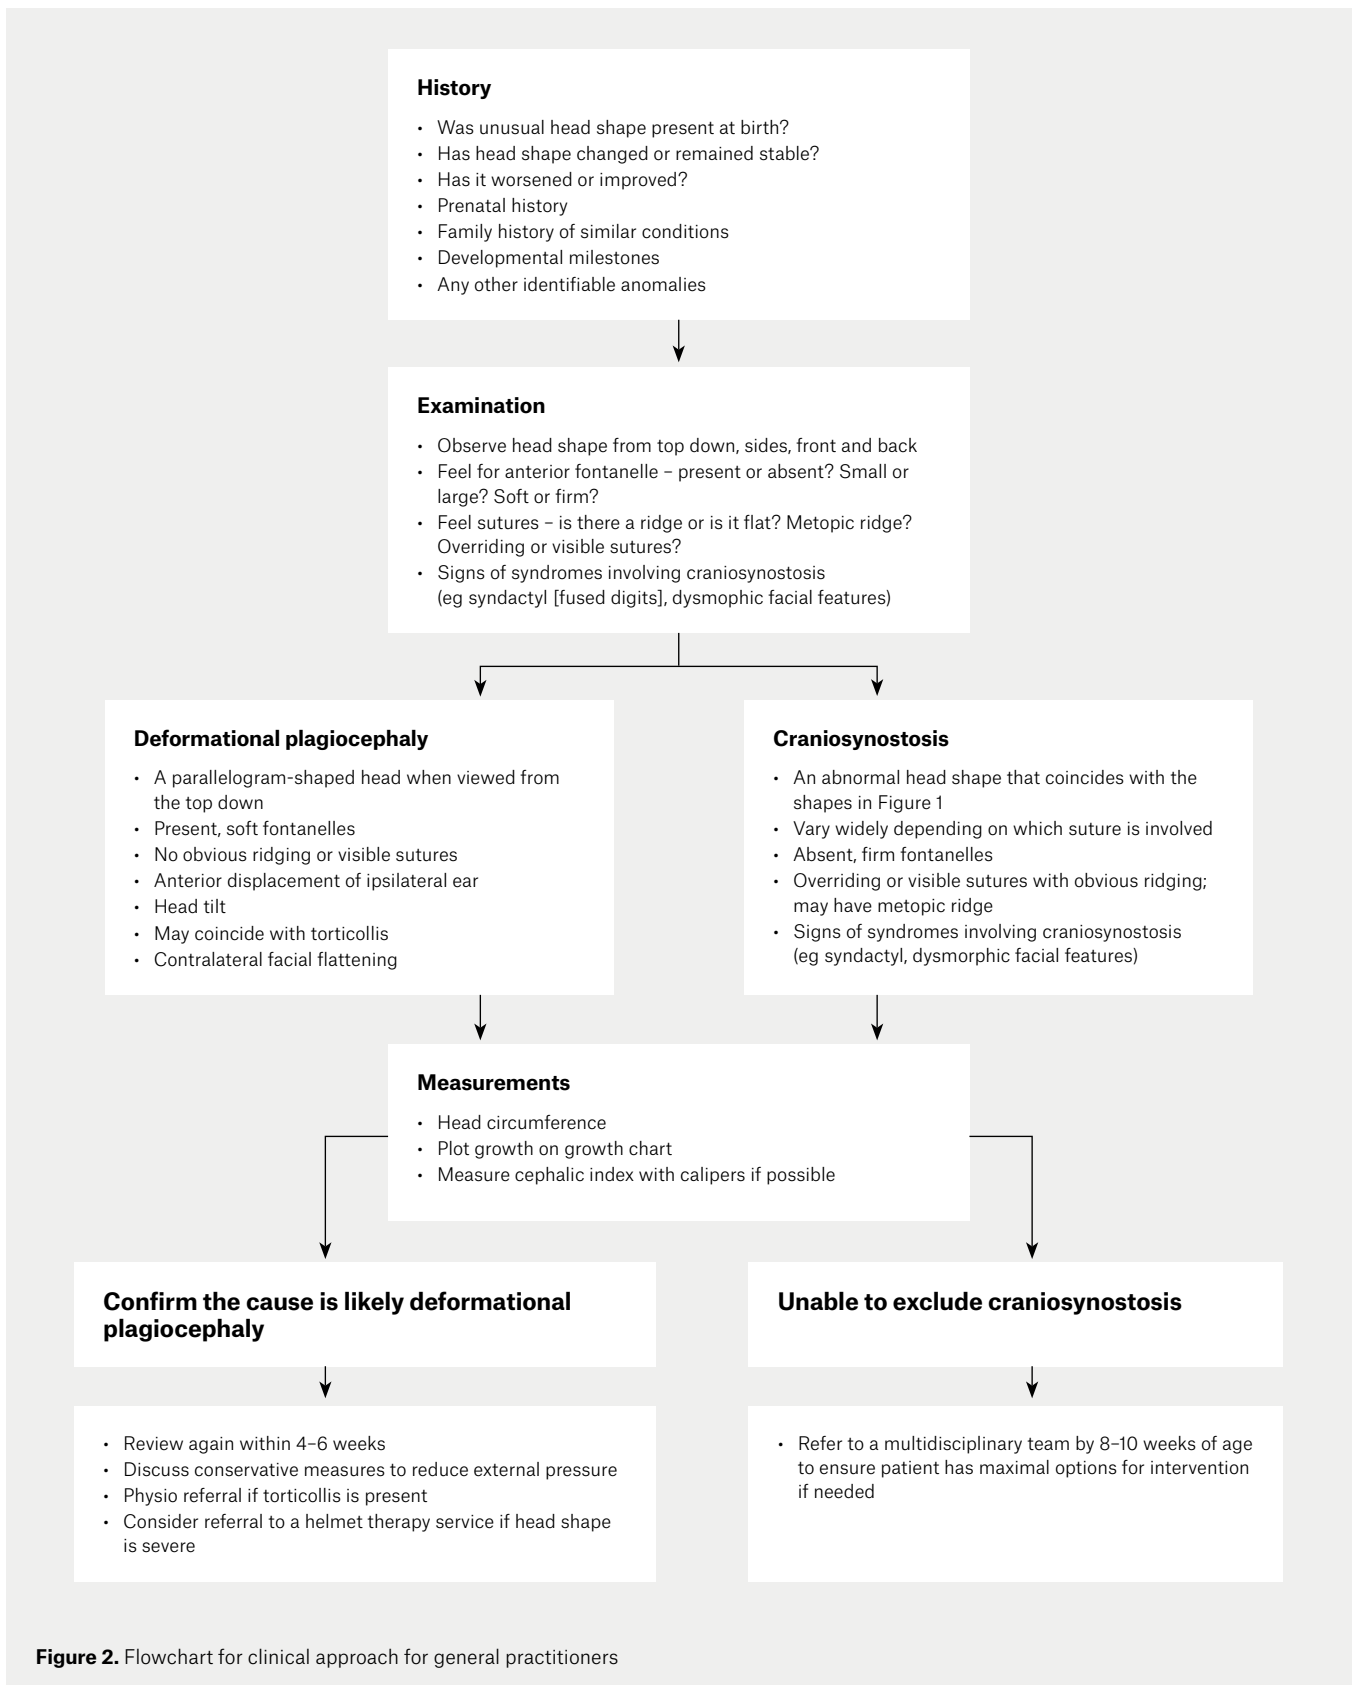 History
• Was unusual head shape present at birth?
• Has head shape changed or remained stable?
• Has it worsened or improved?
• Prenatal history
• Family history of similar conditions
• Developmental milestones
• Any other identifiable anomalies
Examination
• Observe head shape from top down, sides, front and back
• Feel for anterior fontanelle – present or absent? Small or
large? Soft or firm?
• Feel sutures – is there a ridge or is it flat? Metopic ridge?
Overriding or visible sutures?
• Signs of syndromes involving craniosynostosis
(eg syndactyl [fused digits], dysmophic facial features)
Deformational plagiocephaly
• A parallelogram-shaped head when viewed from
the top down
• Present, soft fontanelles
• No obvious ridging or visible sutures
• Anterior displacement of ipsilateral ear
• Head tilt
• May coincide with torticollis
• Contralateral facial flattening
Craniosynostosis
• An abnormal head shape that coincides with the
shapes in Figure 1
• Vary widely depending on which suture is involved
• Absent, firm fontanelles
• Overriding or visible sutures with obvious ridging;
may have metopic ridge
• Signs of syndromes involving craniosynostosis
(eg syndactyl, dysmorphic facial features)
Measurements
• Head circumference
• Plot growth on growth chart
• Measure cephalic index with calipers if possible
Confirm the cause is likely deformational
plagiocephaly
• Review again within 4–6 weeks
• Discuss conservative measures to reduce external pressure
• Physio referral if torticollis is present
• Consider referral to a helmet therapy service if head shape
is severe
Unable to exclude craniosynostosis
• Refer to a multidisciplinary team by 8–10 weeks of age
to ensure patient has maximal options for intervention
if needed
Figure 2. Flowchart for clinical approach for general practitioners